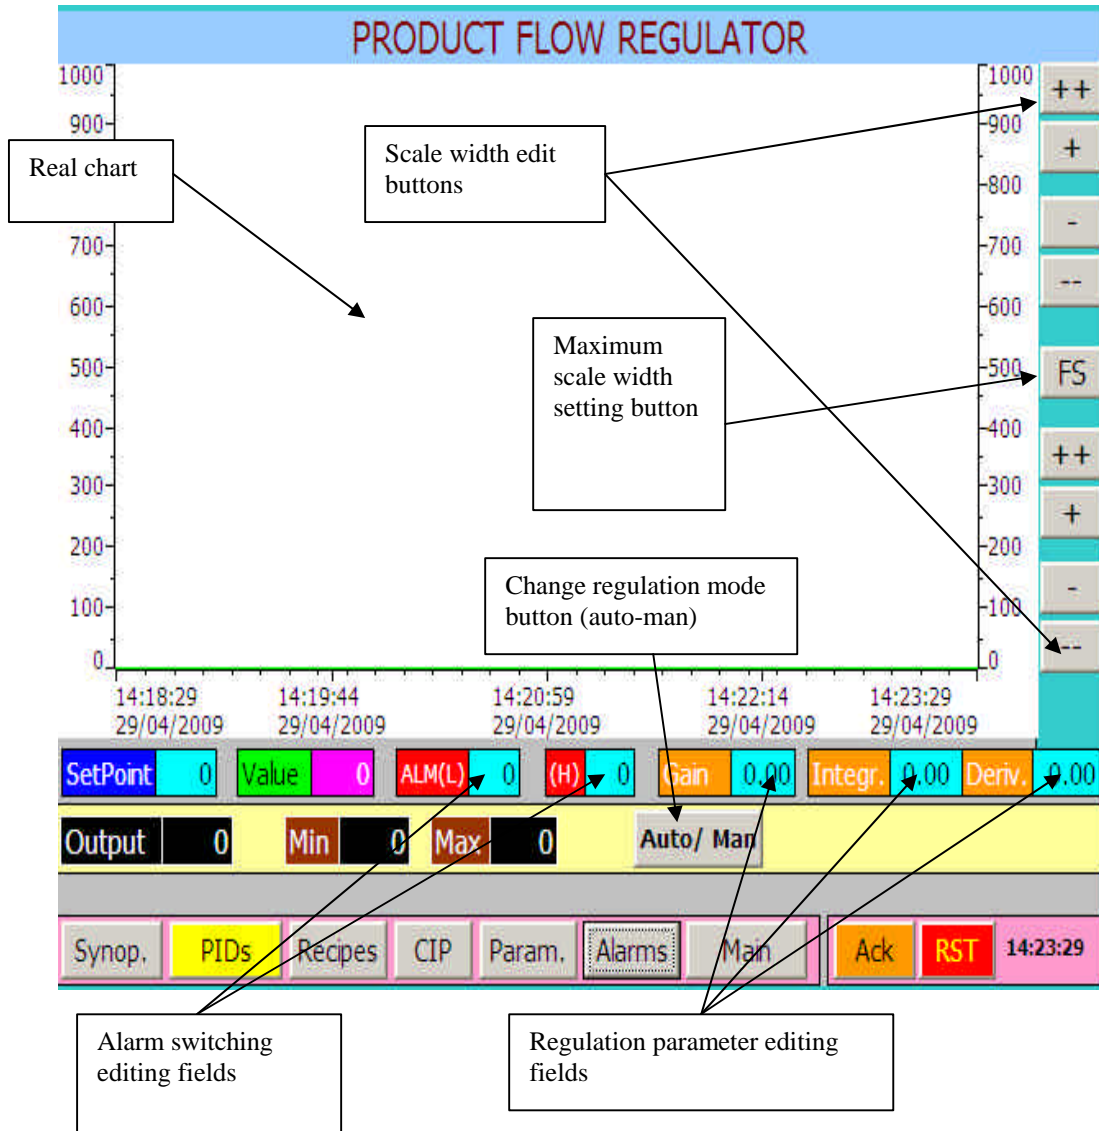 PRODUCT FLOW REGULATOR
1000
900
700
600
500
400
300
200
100
0
1000
900
800
700
600
500
400
300
200
100
0
++
+
-
--
FS
++
+
-
--
Real chart
Scale width edit
buttons
Maximum
scale width
setting button
Change regulation mode
button (auto-man)
14:18:29 14:19:44 14:20:59 14:22:14 14:23:29
29/04/2009 29/04/2009 29/04/2009 29/04/2009 29/04/2009
SetPoint 0 Value 0 ALM(L) 0 (H) 0 Gain 0.00 Integr. 0.00 Deriv. 0.00
Output 0 Min 0 Max 0 Auto/ Man
Synop. PIDs Recipes CIP Param. Alarms Main Ack RST 14:23:29
Alarm switching
editing fields
Regulation parameter editing
fields